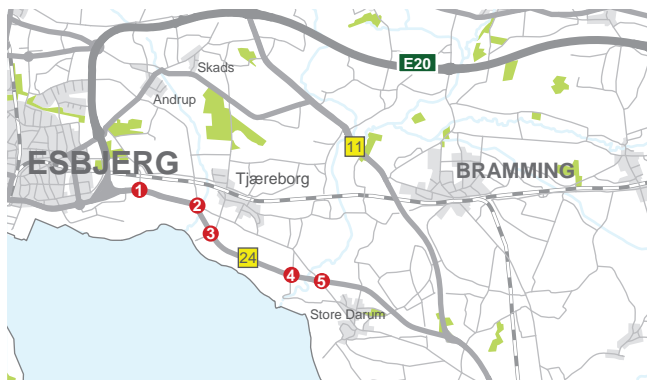 E20
Skads
Andrup
11
ESBJERG
BRAMMING
Tjæreborg
1
2
3
24
4
5
Store Darum